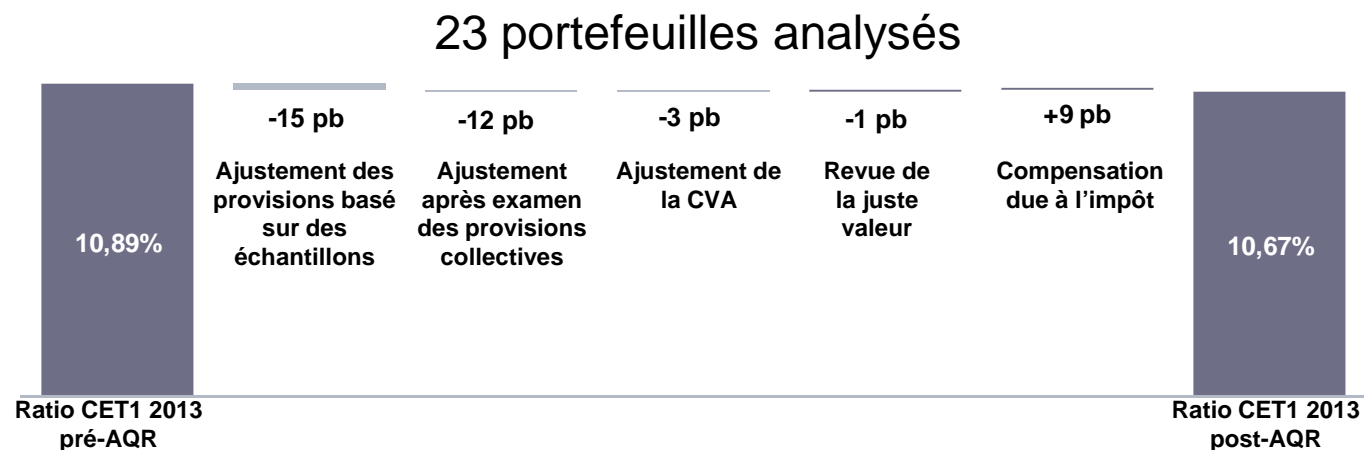 23 portefeuilles analysés
10,89%
Ratio CET1 2013
pré-AQR
-15 pb
Ajustement des
provisions basé
sur des
échantillons
-12 pb
Ajustement
après examen
des provisions
collectives
-3 pb
Ajustement de
la CVA
-1 pb
Revue de
la juste
valeur
+9 pb
Compensation
due à l'impôt
10,67%
Ratio CET1 2013
post-AQR